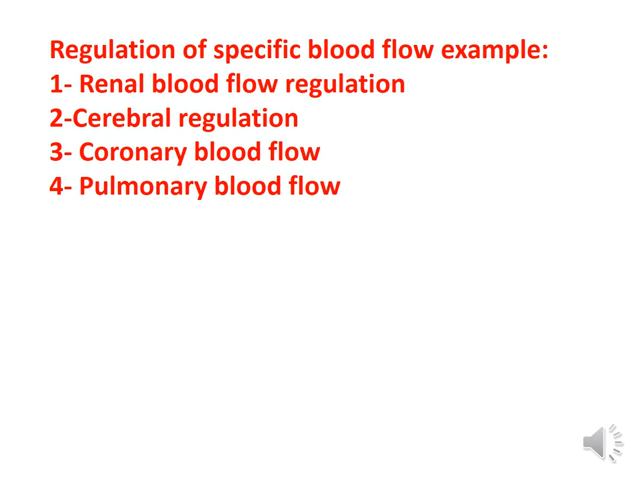 Regulation of specific blood flow example:
1- Renal blood flow regulation
2-Cerebral regulation
3- Coronary blood flow
4- Pulmonary blood flow